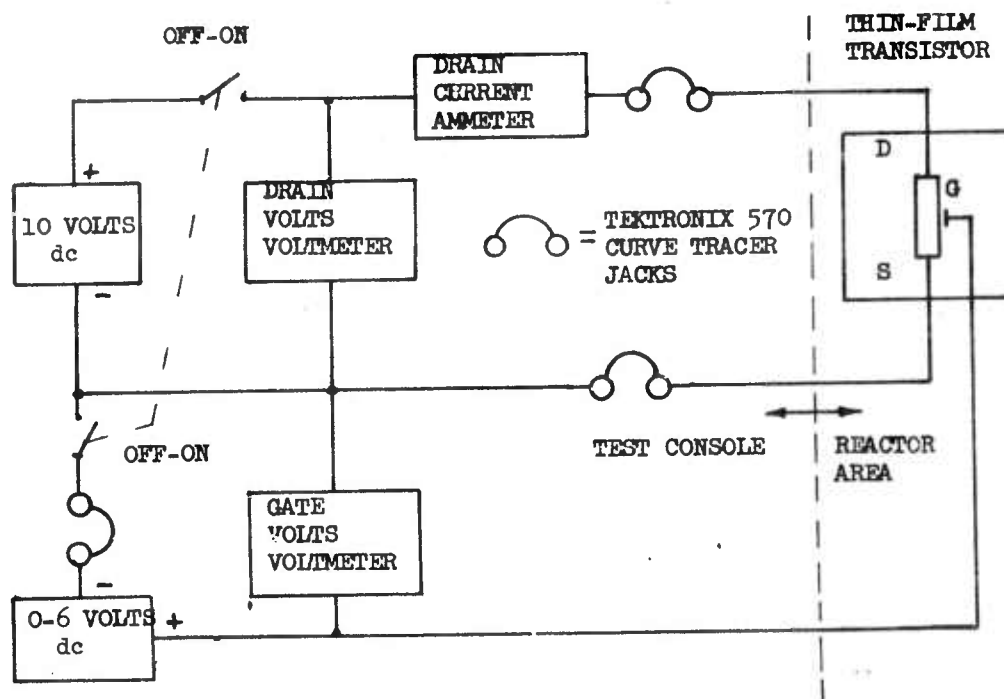 OFF-ON
THIN-FILM
TRANSISTOR
DRAIN
CURRENT
AMMETER
D
+
DRAIN
VOLTS
VOLTMETER
G
10 VOLTS
dc
= TEKTRONIX 570
CURVE TRACER
JACKS
S
-
OFF-ON
TEST CONSOLE
REACTOR
AREA
GATE
VOLTS
VOLTMETER
-
0-6 VOLTS +
dc